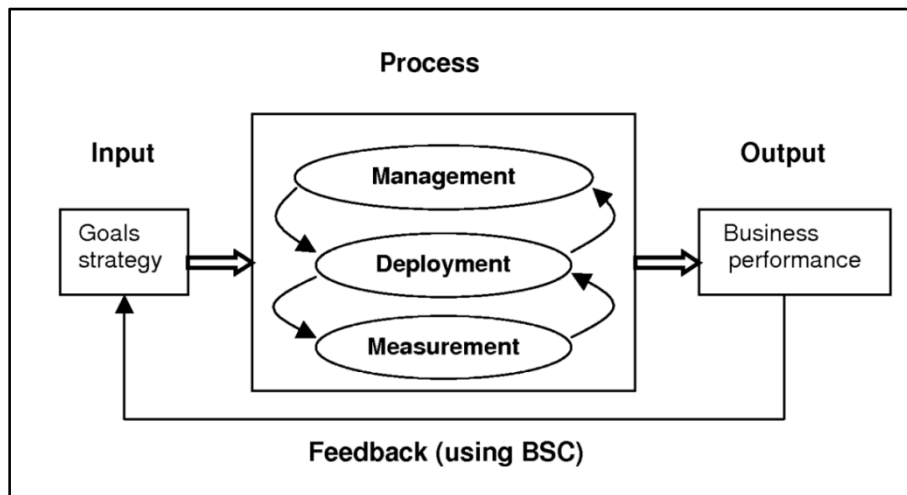 Process
Input
Output
Management
Goals
strategy
Deployment
Business
performance
Measurement
Feedback (using BSC)